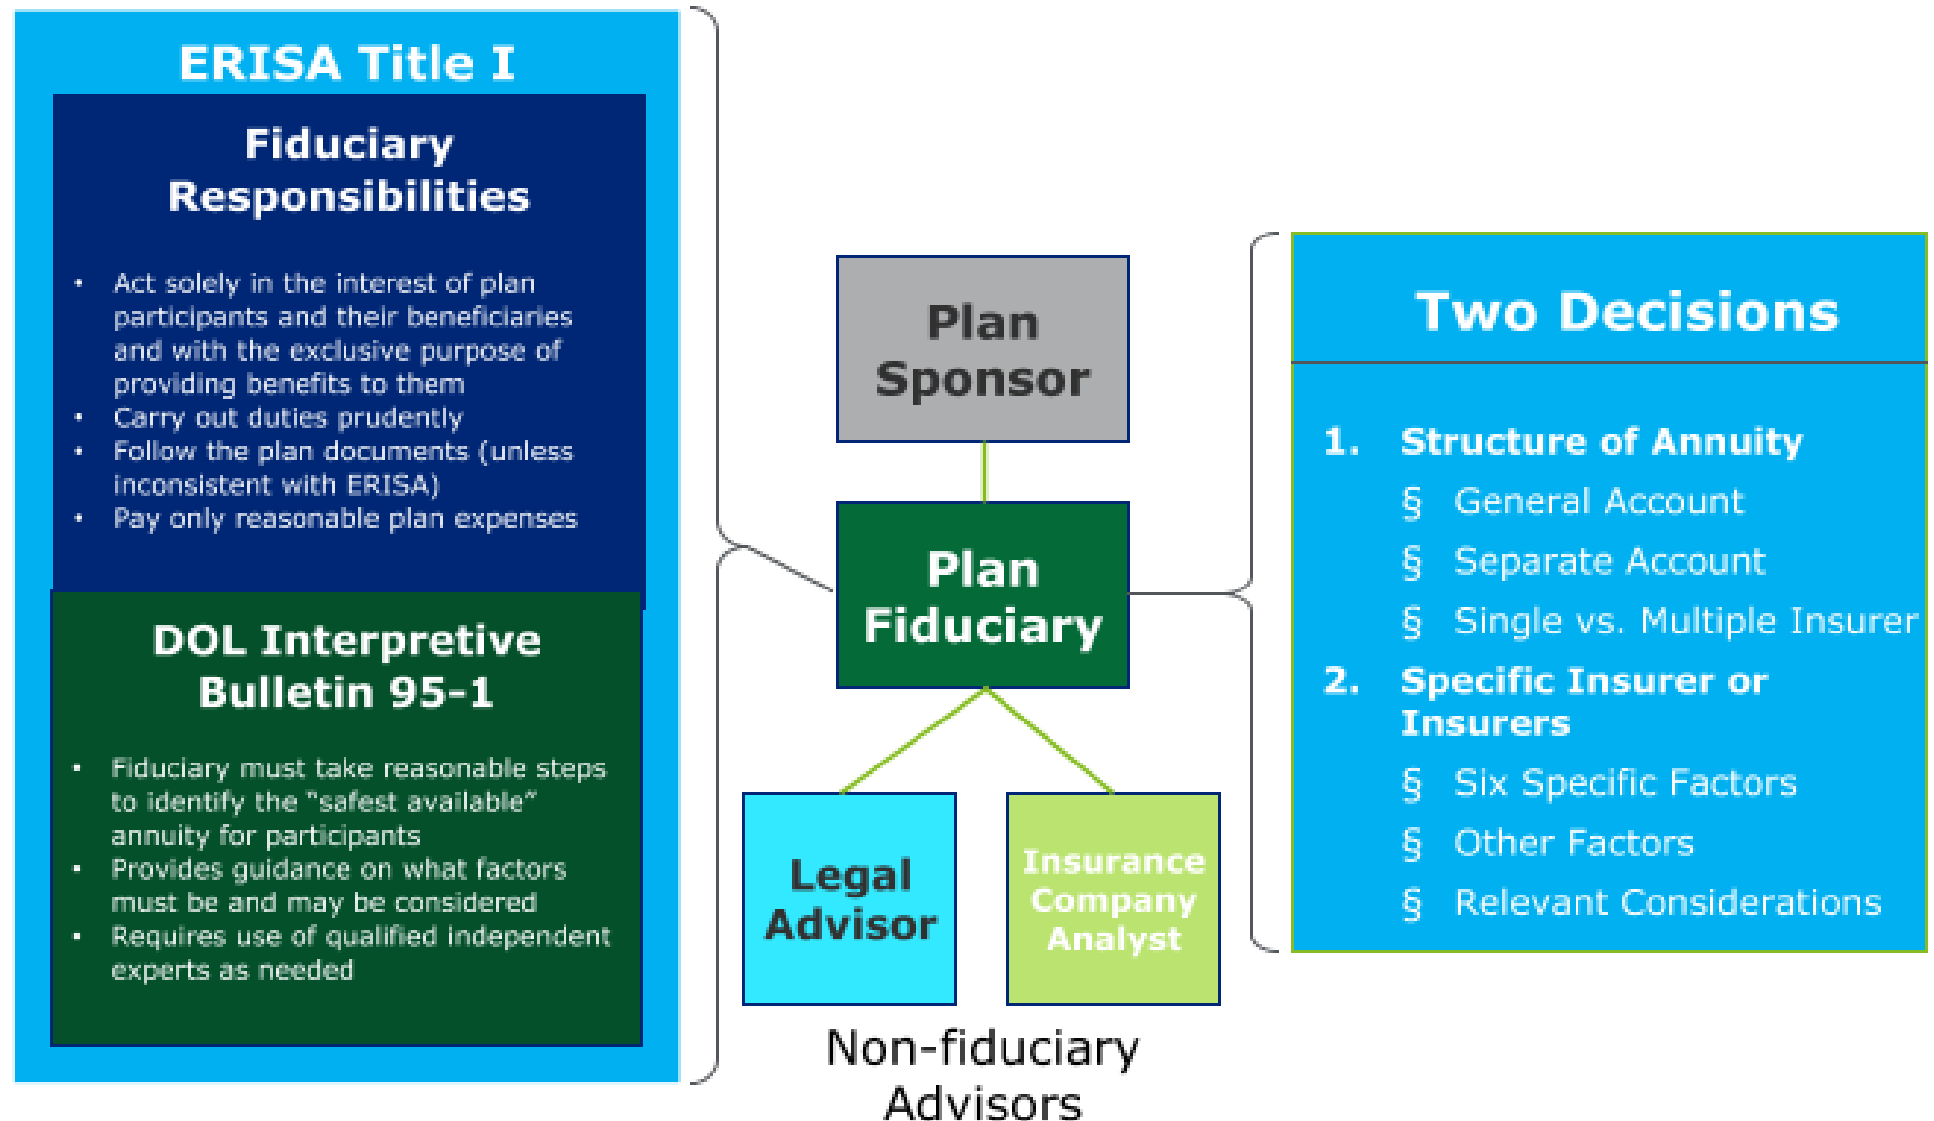 ERISA Title I
Fiduciary
Responsibilities
• Act solely in the interest of plan
participants and their beneficiaries
and with the exclusive purpose of
providing benefits to them
• Carry out duties prudently
• Follow the plan documents (unless
inconsistent with ERISA)
• Pay only reasonable plan expenses
DOL Interpretive
Bulletin 95-1
• Fiduciary must take reasonable steps
to identify the “safest available”
annuity for participants
• Provides guidance on what factors
must be and may be considered
• Requires use of qualified independent
experts as needed
Plan
Sponsor
Plan
Fiduciary
Legal
Advisor
Insurance
Company
Analyst
Non-fiduciary
Advisors
Two Decisions
1. Structure of Annuity
§ General Account
§ Separate Account
§ Single vs. Multiple Insurer
2. Specific Insurer or
Insurers
§ Six Specific Factors
§ Other Factors
§ Relevant Considerations